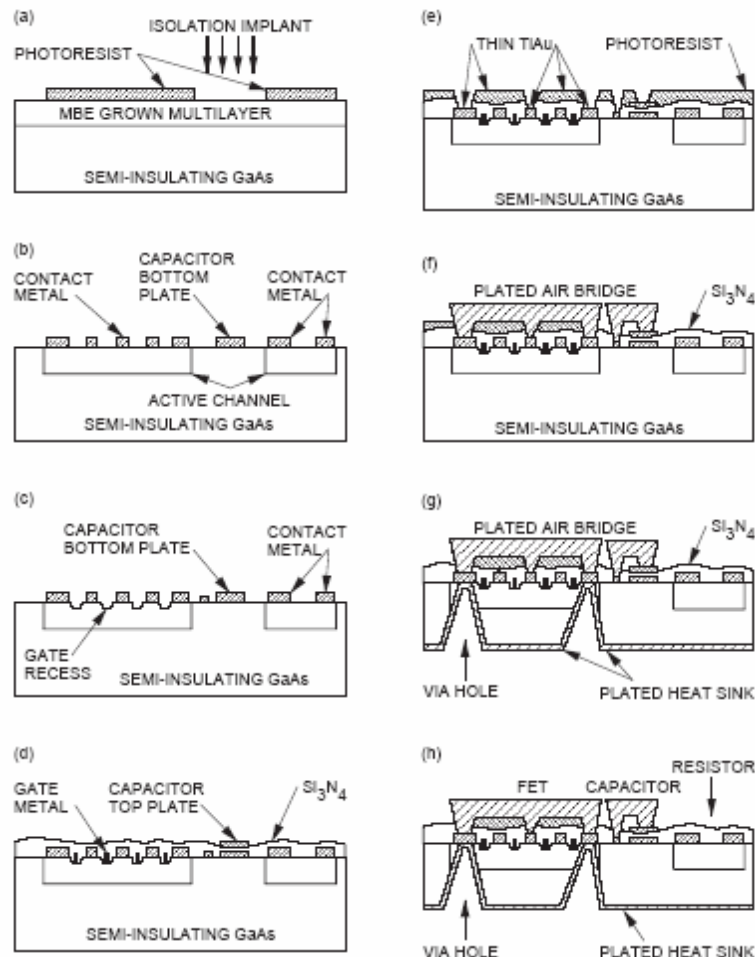 (a)
ISOLATION IMPLANT
PHOTORESIST
MBE GROWN MULTILAYER
SEMI-INSULATING GaAs
(b)
CONTACT
METAL
CAPACITOR
BOTTOM
PLATE
CONTACT
METAL
ACTIVE CHANNEL
SEMI-INSULATING GaAs
(c)
CAPACITOR
BOTTOM PLATE
CONTACT
METAL
GATE
RECESS
SEMI-INSULATING GaAs
(d)
GATE
METAL
CAPACITOR
TOP PLATE
Si3N4
SEMI-INSULATING GaAs
(e)
THIN TiAu
PHOTORESIST
SEMI-INSULATING GaAs
(f)
PLATED AIR BRIDGE
Si3N4
SEMI-INSULATING GaAs
(g)
PLATED AIR BRIDGE
Si3N4
VIA HOLE
PLATED HEAT SINK
(h)
FET
CAPACITOR
RESISTOR
VIA HOLE
PLATED HEAT SINK